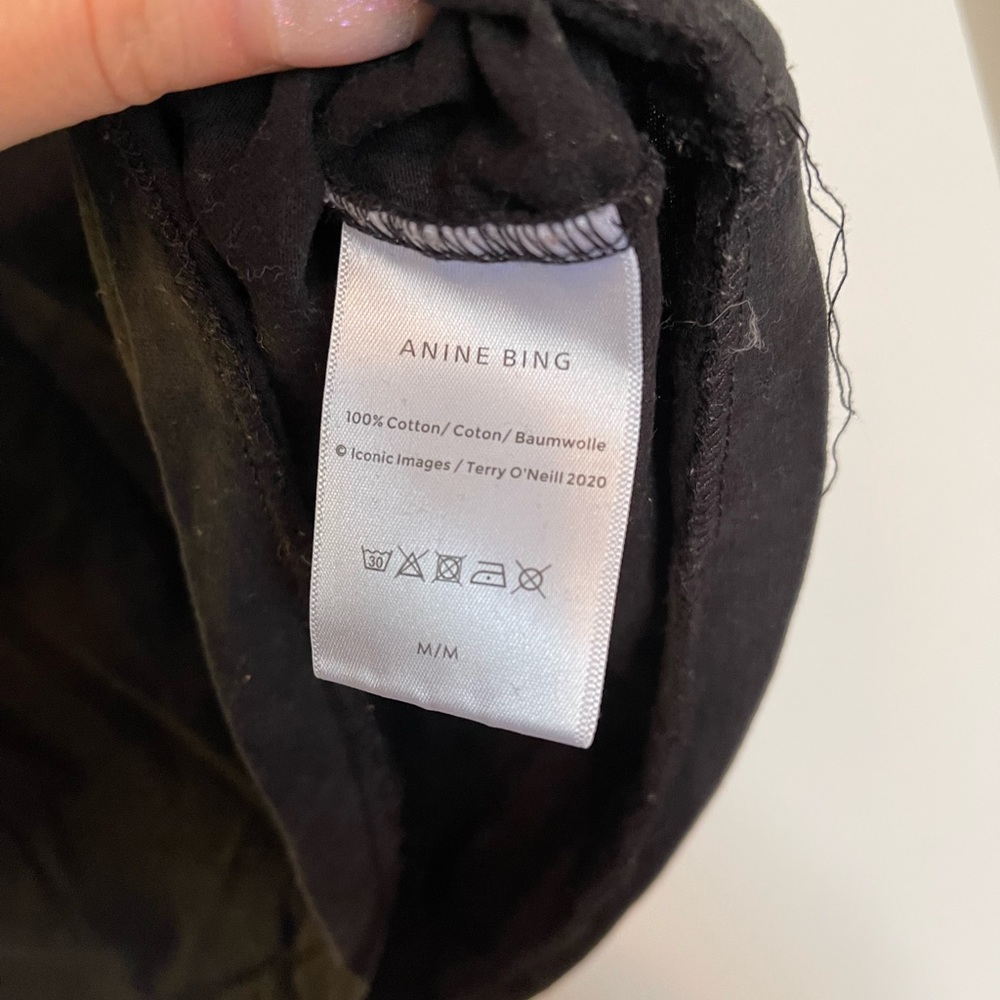 ANINE BING
100% Cotton/ Coton/ Baumwolle
© Iconic Images / Terry O'Neill 2020
30
M/M